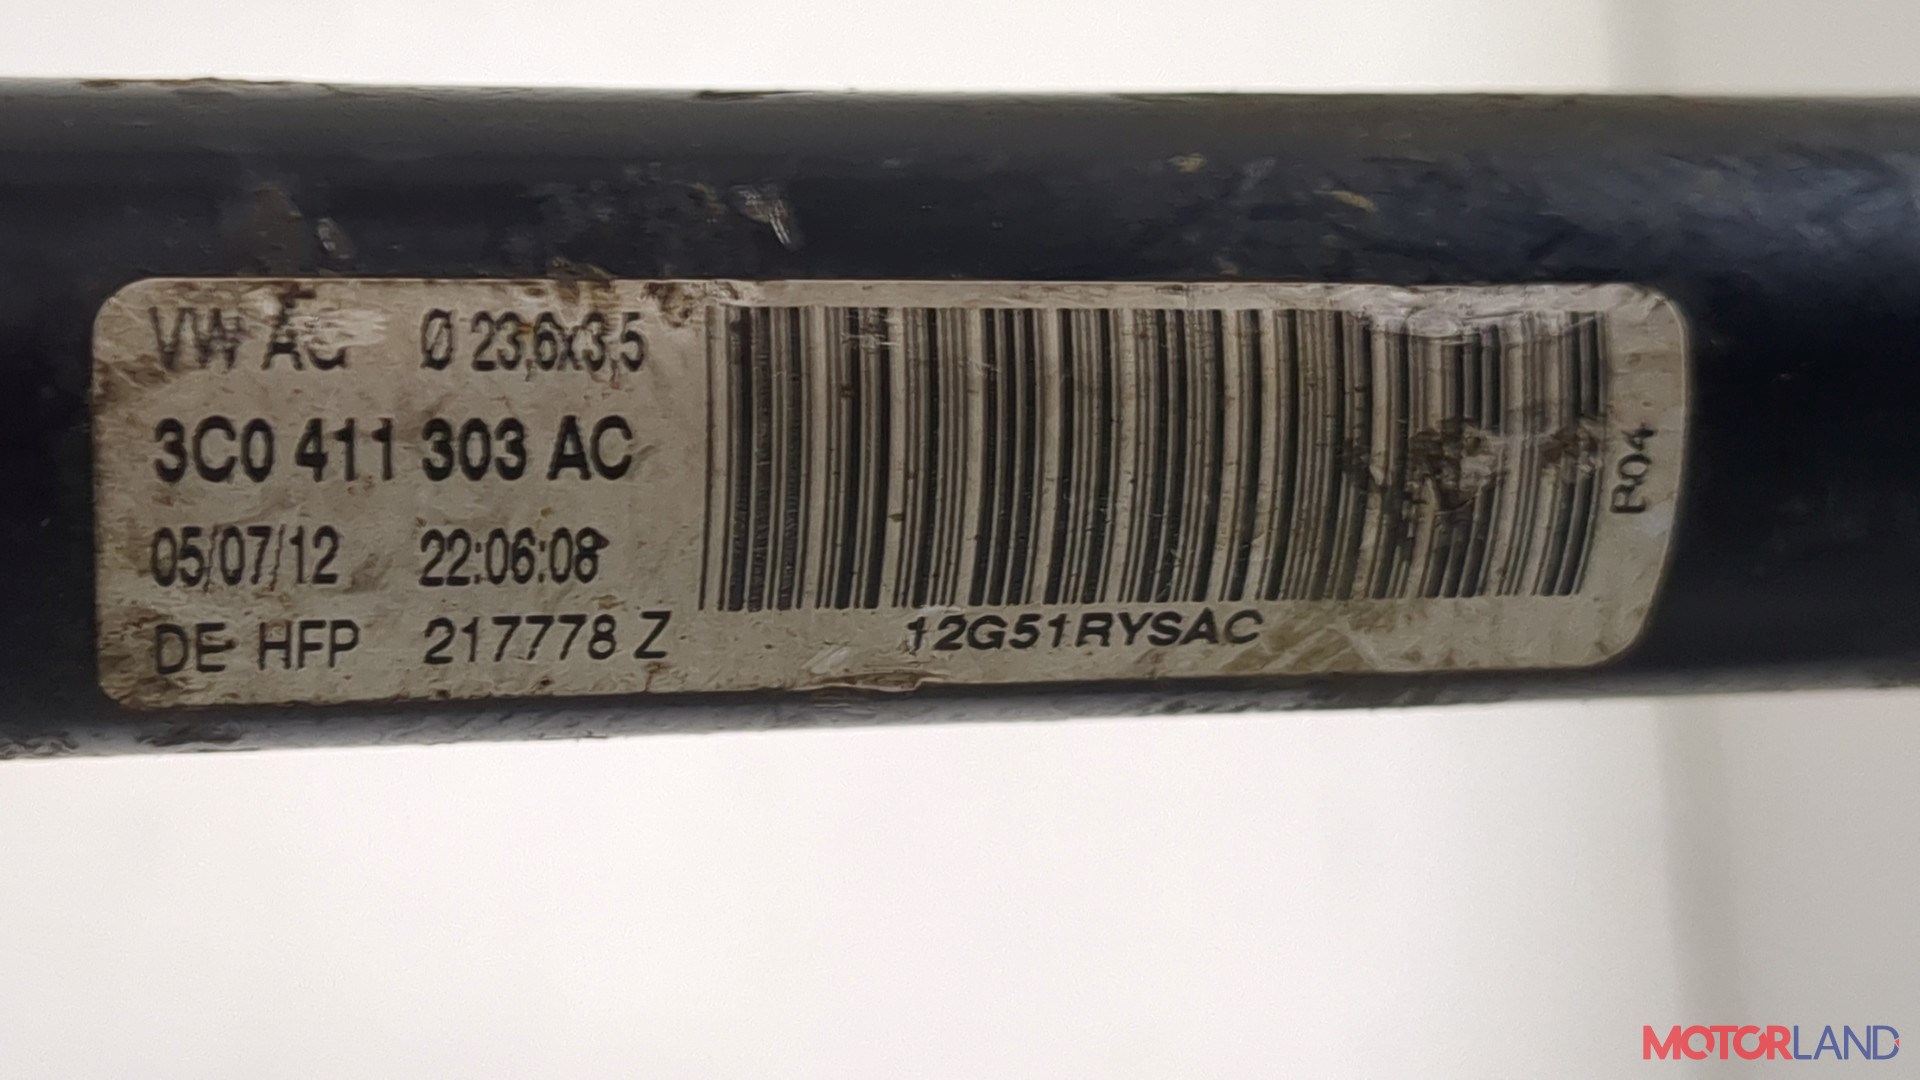 VW AG Ø 23,6x3,5
3C0 411 303 AC
05/07/12 22:06:08
DE HFP 217778 Z
12G51RYSAC
R04
MOTORLAND